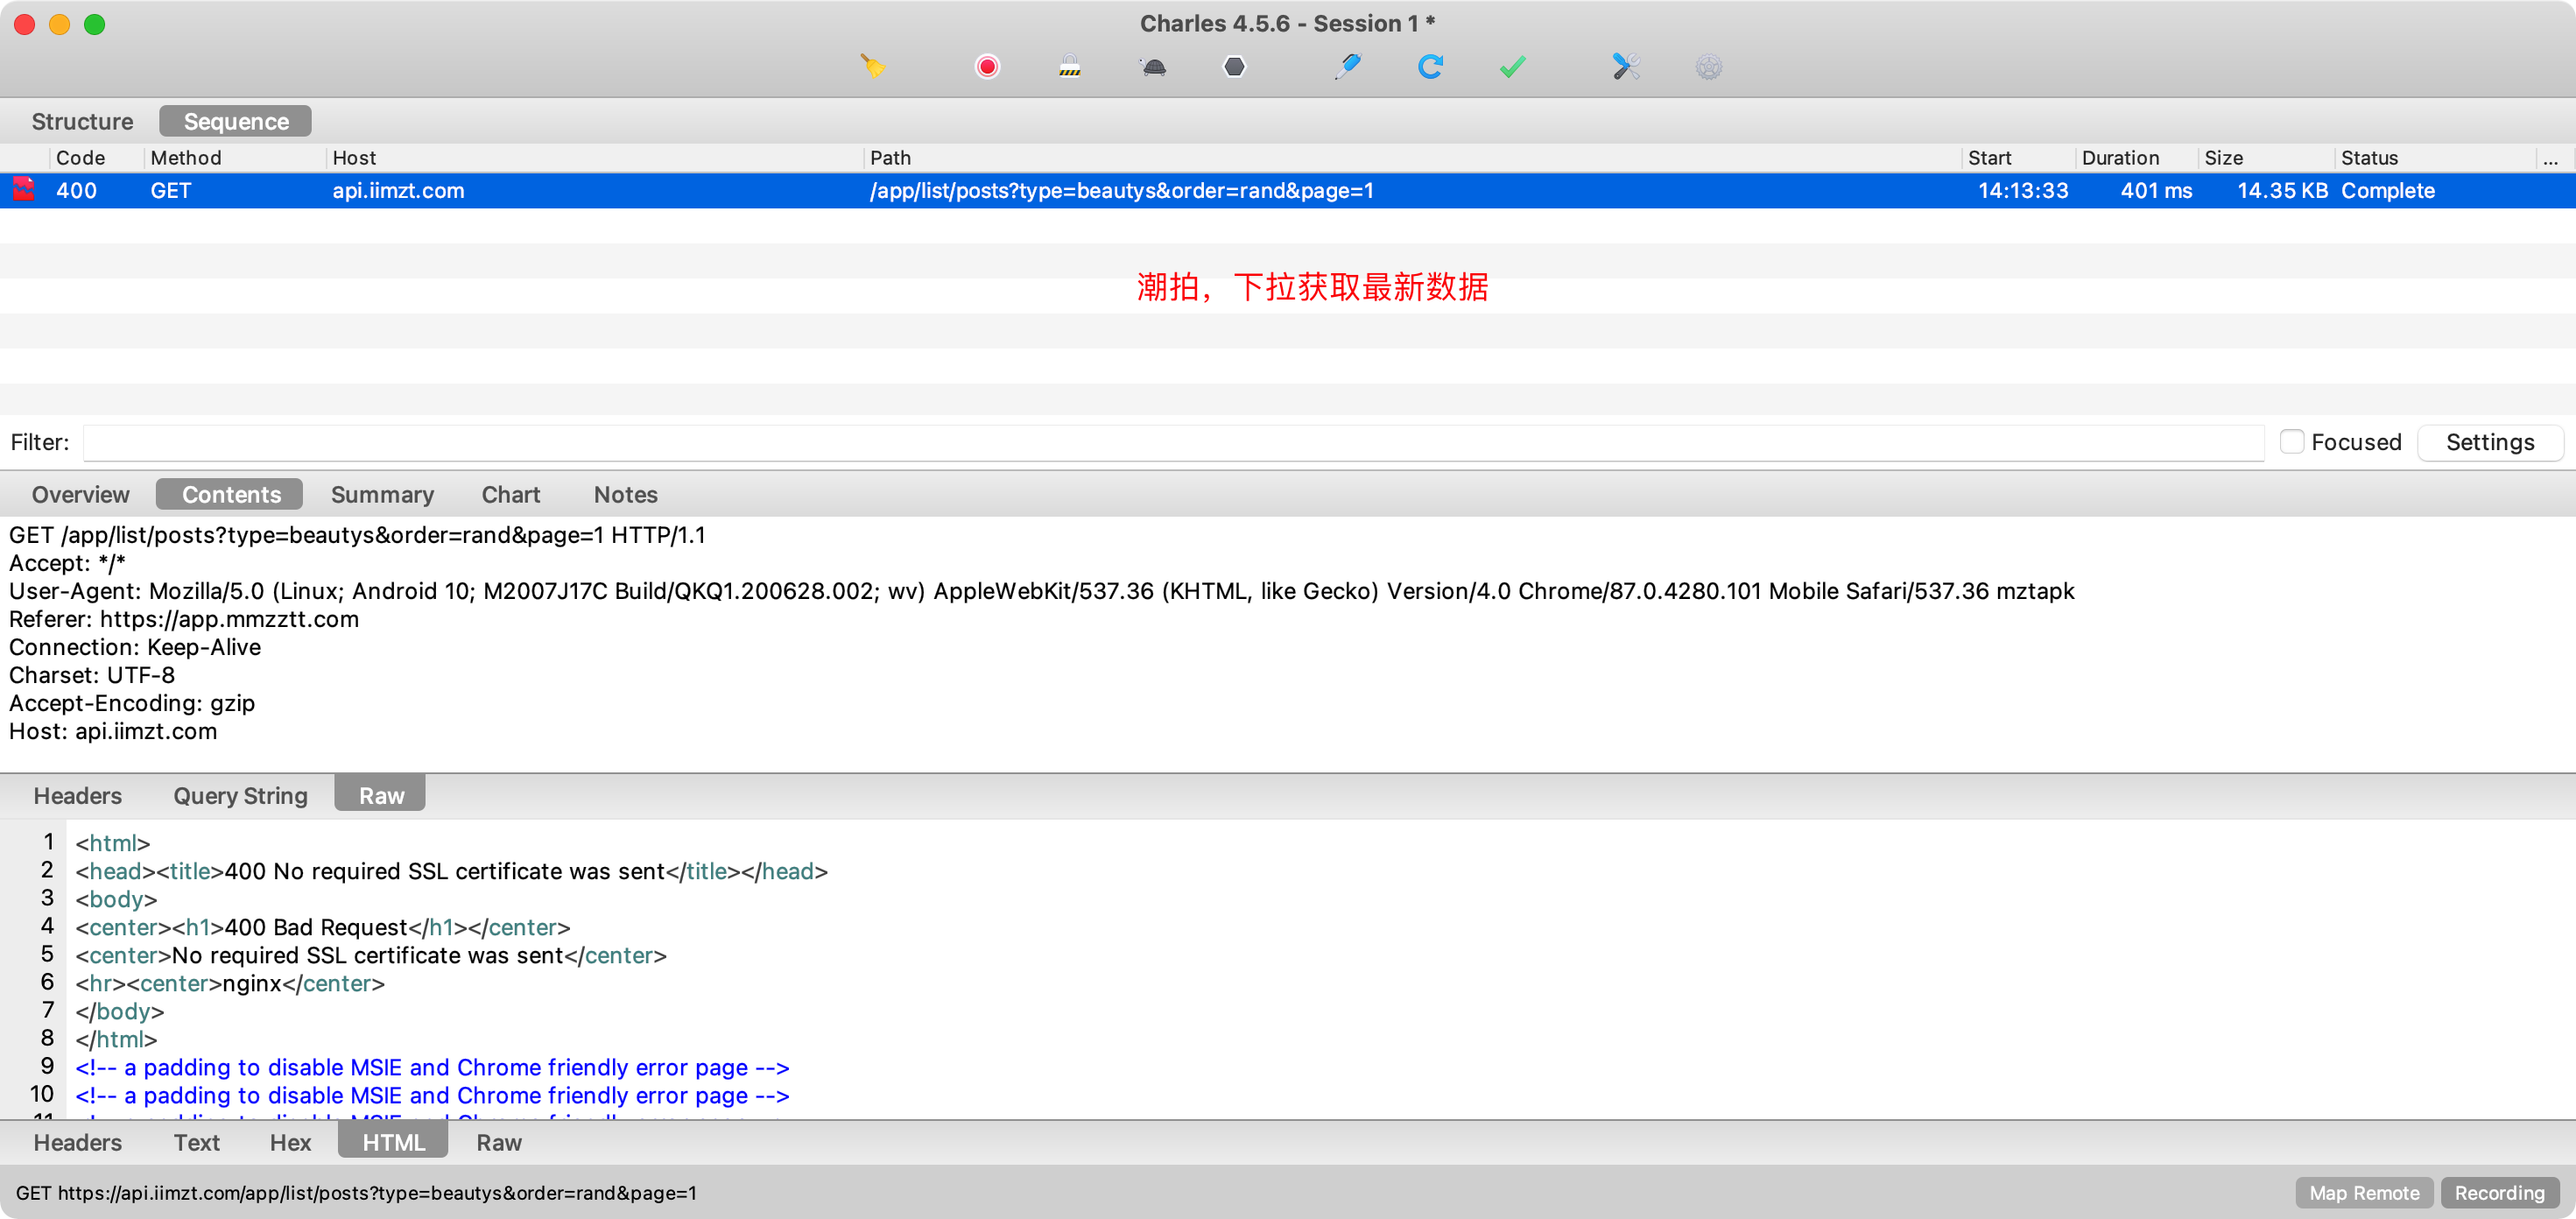 Charles 4.5.6 - Session 1 *
Structure Sequence
Code Method Host Path Start Duration Size Status ...
400 GET api.iimzt.com /app/list/posts?type=beautys&order=rand&page=1 14:13:33 401 ms 14.35 KB Complete
潮拍，下拉获取最新数据
Filter: Focused Settings
Overview Contents Summary Chart Notes
GET /app/list/posts?type=beautys&order=rand&page=1 HTTP/1.1
Accept: */*
User-Agent: Mozilla/5.0 (Linux; Android 10; M2007J17C Build/QKQ1.200628.002; wv) AppleWebKit/537.36 (KHTML, like Gecko) Version/4.0 Chrome/87.0.4280.101 Mobile Safari/537.36 mztapk
Referer: https://app.mmzztt.com
Connection: Keep-Alive
Charset: UTF-8
Accept-Encoding: gzip
Host: api.iimzt.com
Headers Query String Raw
1 <html>
2 <head><title>400 No required SSL certificate was sent</title></head>
3 <body>
4 <center><h1>400 Bad Request</h1></center>
5 <center>No required SSL certificate was sent</center>
6 <hr><center>nginx</center>
7 </body>
8 </html>
9 <!-- a padding to disable MSIE and Chrome friendly error page -->
10 <!-- a padding to disable MSIE and Chrome friendly error page -->
Headers Text Hex HTML Raw
GET https://api.iimzt.com/app/list/posts?type=beautys&order=rand&page=1 Map Remote Recording